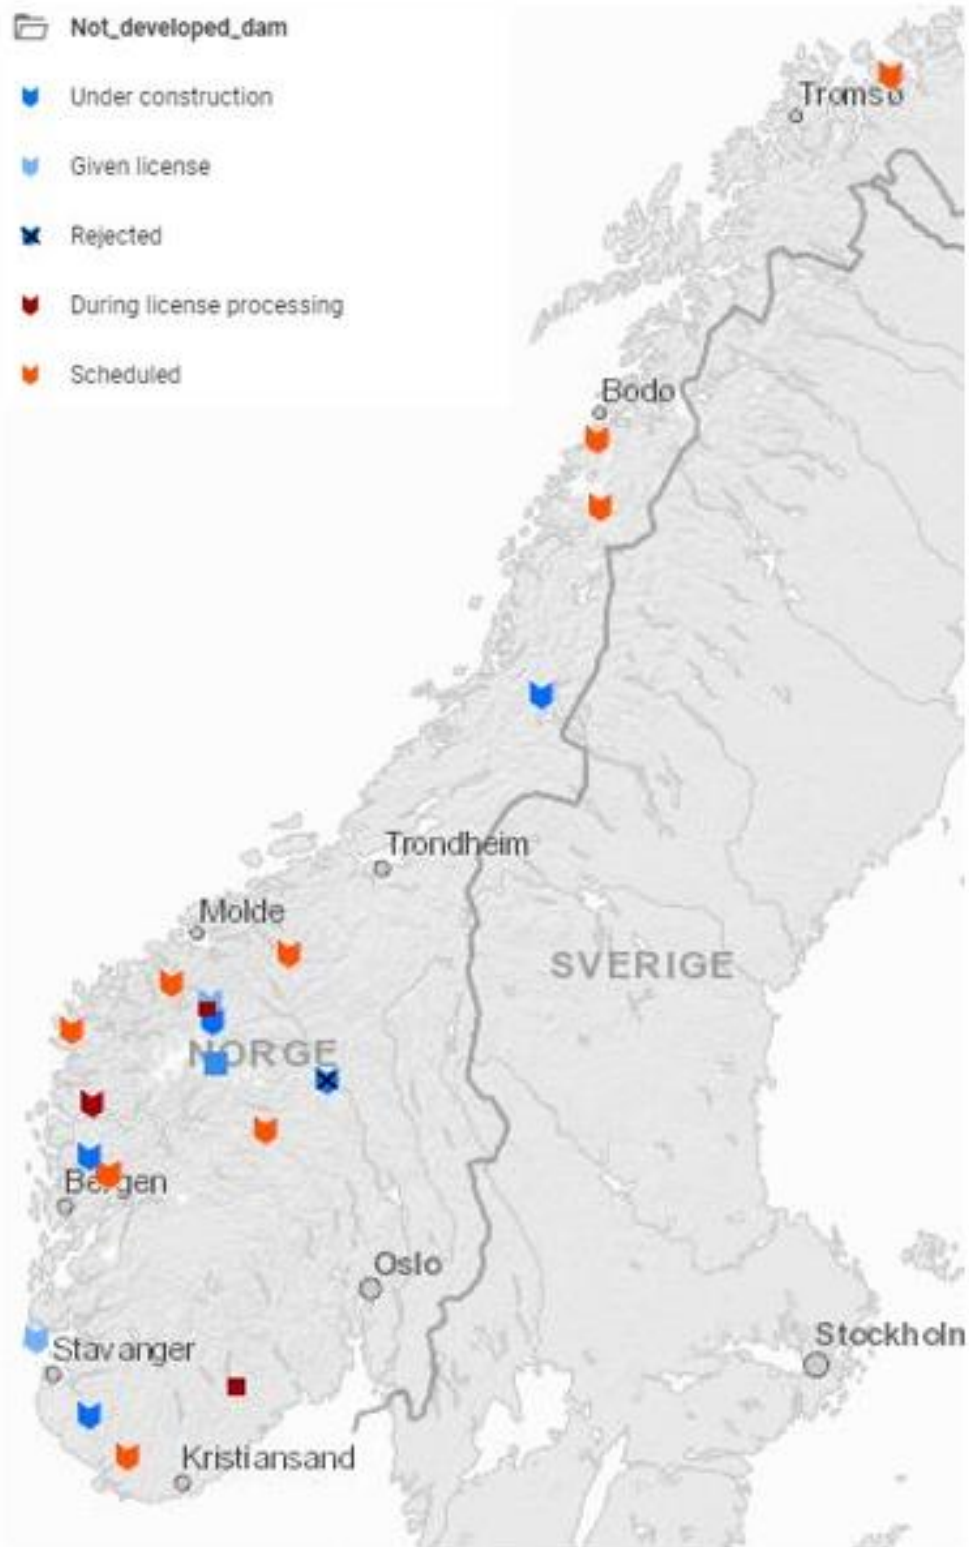 Not_developed_dam
Under construction
Given license
Rejected
During license processing
Scheduled
Tromsø
Bodø
Trondheim
Molde
SVERIGE
NORGE
Bergen
Oslo
Stockholn
Stavanger
Kristiansand